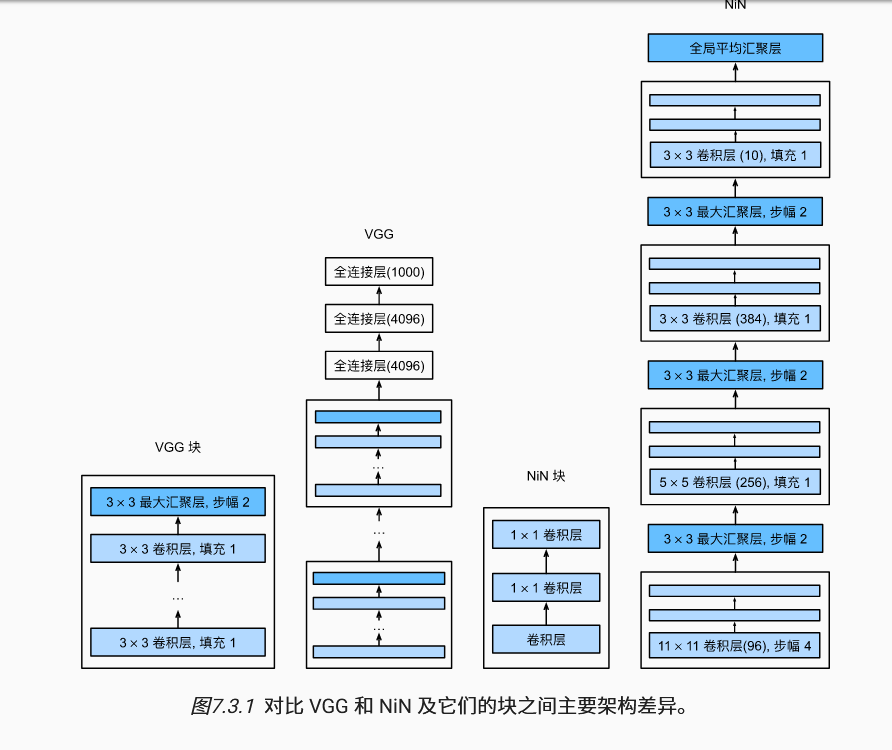 NiN
全局平均汇聚层
3 × 3 卷积层 (10), 填充 1
3 × 3 最大汇聚层, 步幅 2
3 × 3 卷积层 (384), 填充 1
3 × 3 最大汇聚层, 步幅 2
5 × 5 卷积层 (256), 填充 1
3 × 3 最大汇聚层, 步幅 2
11 × 11 卷积层(96), 步幅 4
VGG
全连接层(1000)
全连接层(4096)
全连接层(4096)
...
...
...
VGG 块
3 × 3 最大汇聚层, 步幅 2
3 × 3 卷积层, 填充 1
...
3 × 3 卷积层, 填充 1
NiN 块
1 × 1 卷积层
1 × 1 卷积层
卷积层
图7.3.1 对比 VGG 和 NiN 及它们的块之间主要架构差异。